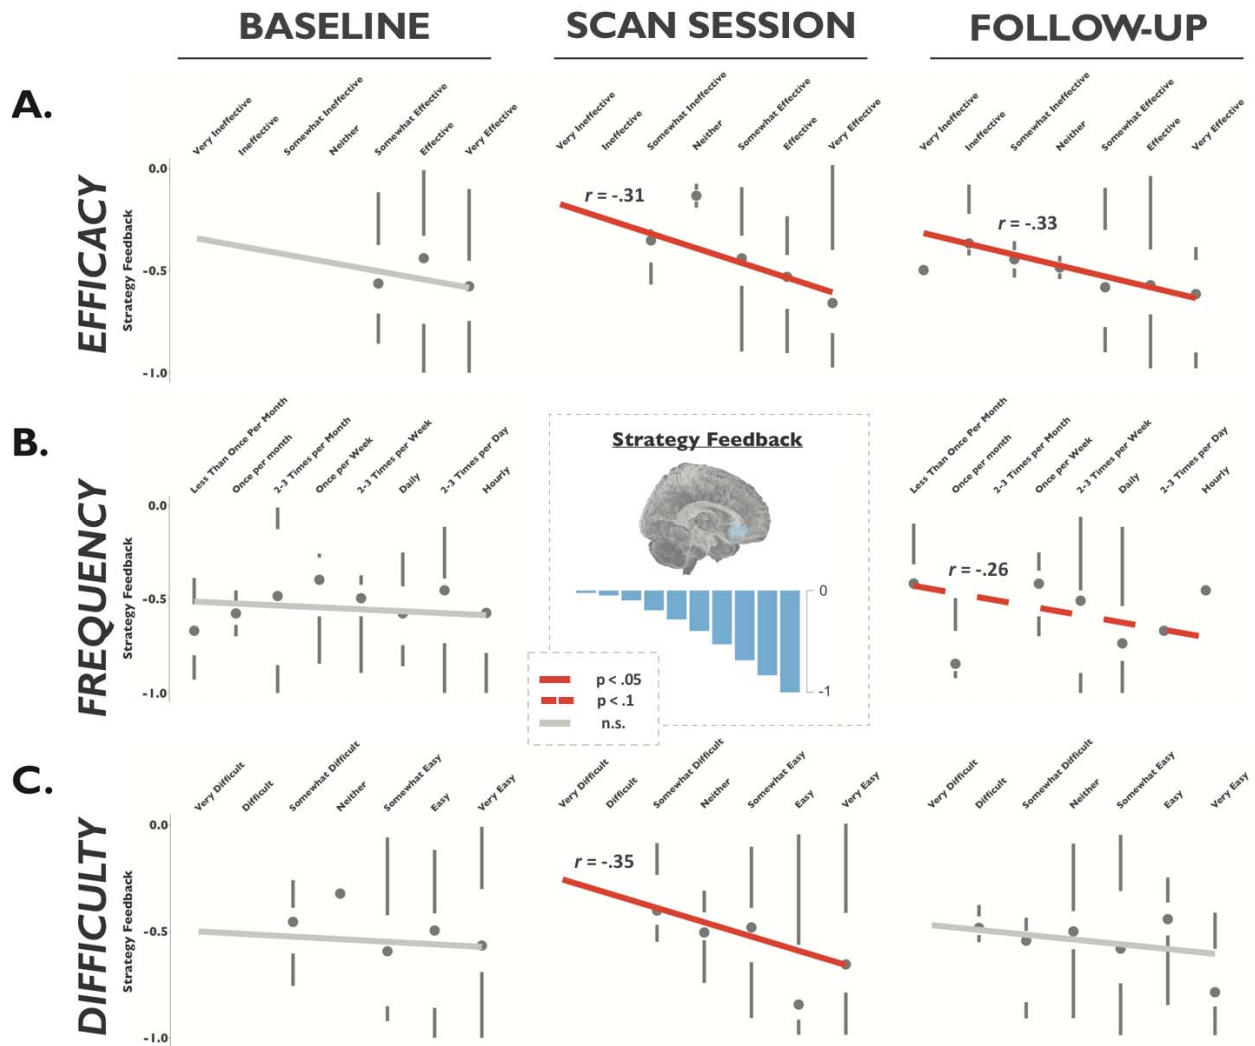 BASELINE
SCAN SESSION
FOLLOW-UP
A.
Very Ineffective
Ineffective
Somewhat Ineffective
Neither
Somewhat Effective
Effective
Very Effective
Very Ineffective
Ineffective
Somewhat Ineffective
Neither
Somewhat Effective
Effective
Very Effective
Very Ineffective
Ineffective
Somewhat Ineffective
Neither
Somewhat Effective
Effective
Very Effective
EFFICACY
Strategy Feedback
0.0
-0.5
-1.0
r = -.31
r = -.33
B.
Less Than Once Per Month
Once per month
2-3 Times per Month
Once per Week
2-3 Times per Week
Daily
2-3 Times per Day
Hourly
Strategy Feedback
0
-1
p < .05
p < .1
n.s.
Less Than Once Per Month
Once per month
2-3 Times per Month
Once per Week
2-3 Times per Week
Daily
2-3 Times per Day
Hourly
FREQUENCY
Strategy Feedback
0.0
-0.5
-1.0
r = -.26
C.
Very Difficult
Difficult
Somewhat Difficult
Neither
Somewhat Easy
Easy
Very Easy
Very Difficult
Difficult
Somewhat Difficult
Neither
Somewhat Easy
Easy
Very Easy
Very Difficult
Difficult
Somewhat Difficult
Neither
Somewhat Easy
Easy
Very Easy
DIFFICULTY
Strategy Feedback
0.0
-0.5
-1.0
r = -.35